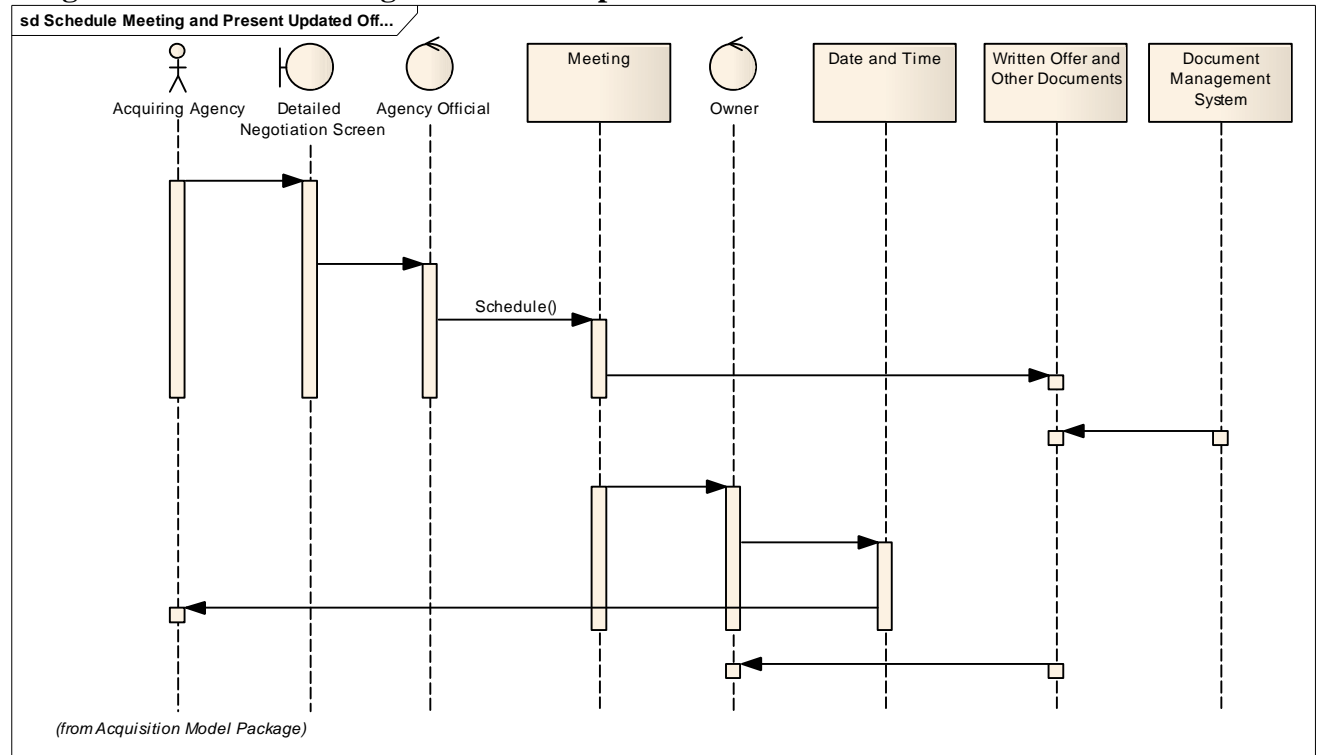 sd Schedule Meeting and Present Updated Off...
Acquiring Agency
Detailed
Negotiation Screen
Agency Official
Meeting
Owner
Date and Time
Written Offer and
Other Documents
Document
Management
System
Schedule()
(from Acquisition Model Package)